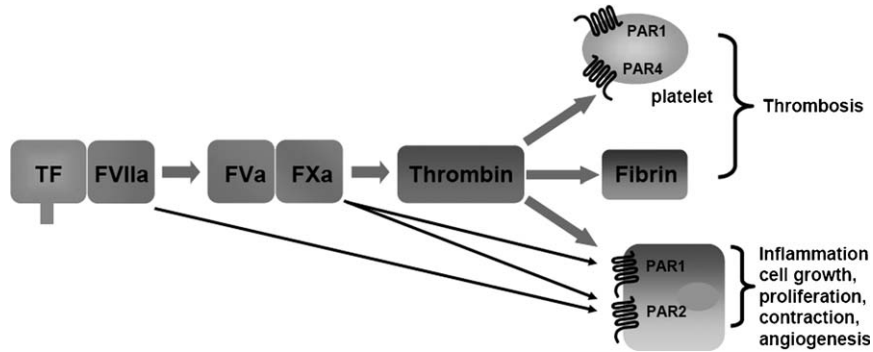 PAR1
PAR4
platelet
Thrombosis
TF
FVIIa
FVa
FXa
Thrombin
Fibrin
PAR1
PAR2
Inflammation
cell growth,
proliferation,
contraction,
angiogenesis